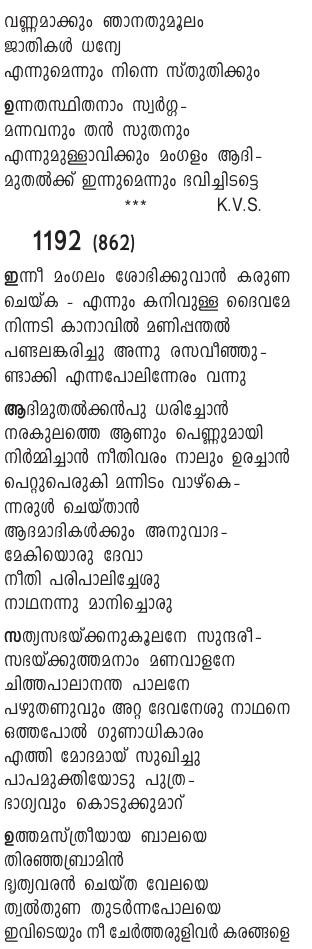 വണ്ണമാക്കും ഞാനതുമൂലം
ജാതികൾ ധന്യേ
എന്നുമെന്നും നിന്നെ സ്തുതിക്കും
ഉന്നതസ്ഥിതനാം സ്വർഗ്ഗ-
മന്നവനും തൻ സുതനും
എന്നുമുള്ളാവിക്കും മംഗളം ആദി-
മുതൽക്ക് ഇന്നുമെന്നും ഭവിച്ചിടട്ടെ
*** K.V.S.
1192 (862)
ഇന്നീ മംഗലം ശോഭിക്കുവാൻ കരുണ
ചെയ്ക - എന്നും കനിവുള്ള ദൈവമേ
നിന്നടി കാനാവിൽ മണിപ്പന്തൽ
പണ്ടലങ്കരിച്ചു അന്നു രസവീഞ്ഞു-
ണ്ടാക്കി എന്നപോലിന്നേരം വന്നു
ആദിമുതൽക്കൻപു ധരിച്ചോൻ
നരകുലത്തെ ആണും പെണ്ണുമായി
നിർമ്മിച്ചാൻ നീതിവരം നാലും ഉരച്ചാൻ
പെറ്റുപെരുകി മന്നിടം വാഴ്കെ-
ന്നരുൾ ചെയ്താൻ
ആദമാദികൾക്കും അനുവാദ-
മേകിയൊരു ദേവാ
നീതി പരിപാലിച്ചേശു
നാഥനന്നു മാനിച്ചൊരു
സത്യസഭയ്ക്കനുകൂലനേ സുന്ദരീ-
സഭയ്ക്കുത്തമനാം മണവാളനേ
ചിത്തപാലാനന്ത പാലനേ
പഴുതണുവും അറ്റ ദേവനേശു നാഥനെ
ഒത്തപോൽ ഗുണാധികാരം
എത്തി മോദമായ് സുഖിച്ചു
പാപമുക്തിയോടു പുത്ര-
ഭാഗ്യവും കൊടുക്കുമാറ്
ഉത്തമസ്ത്രീയായ ബാലയെ
തിരഞ്ഞബ്രാമിൻ
ഭൃത്യവരൻ ചെയ്ത വേലയെ
ത്വൽതുണ തുടർന്നപോലയെ
ഇവിടെയും നീ ചേർത്തരുളിവർ കരങ്ങളെ